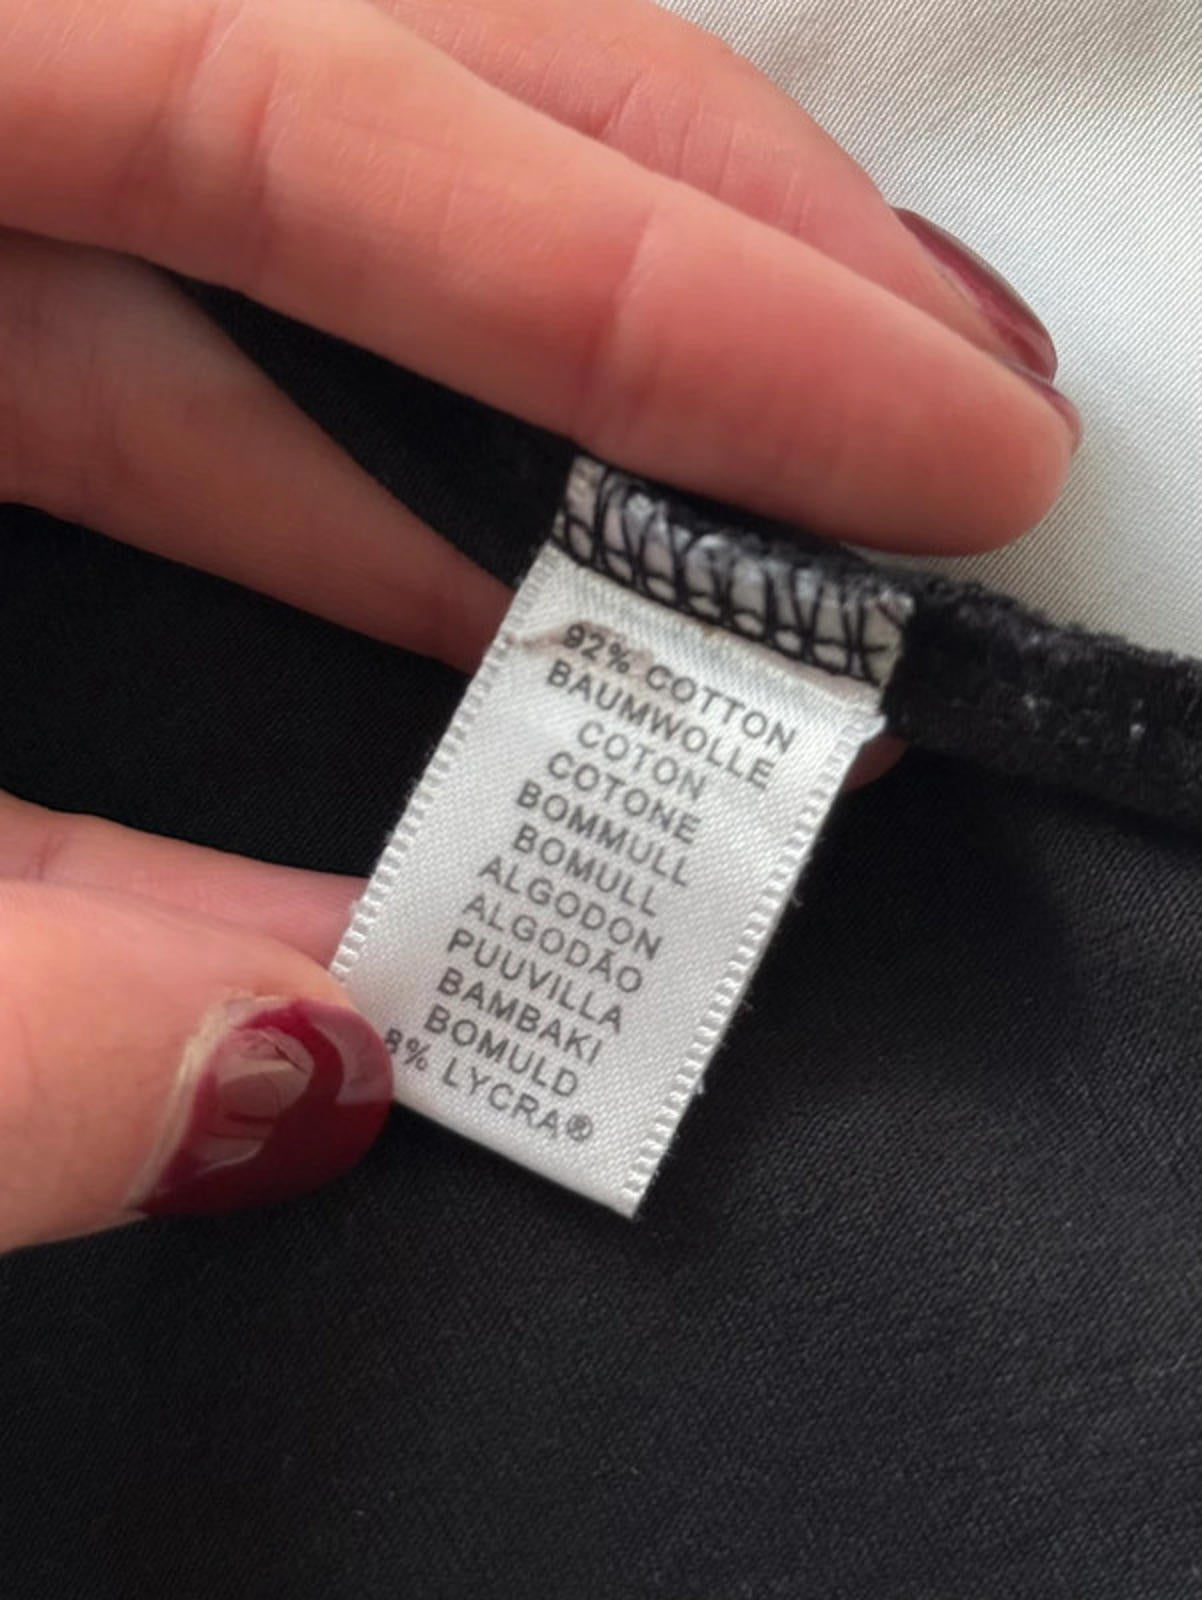 92% COTTON
BAUMWOLLE
COTON
COTONE
BOMMULL
BOMULL
ALGODON
ALGODÃO
PUUVILLA
BAMBAKI
BOMULD
8% LYCRA®